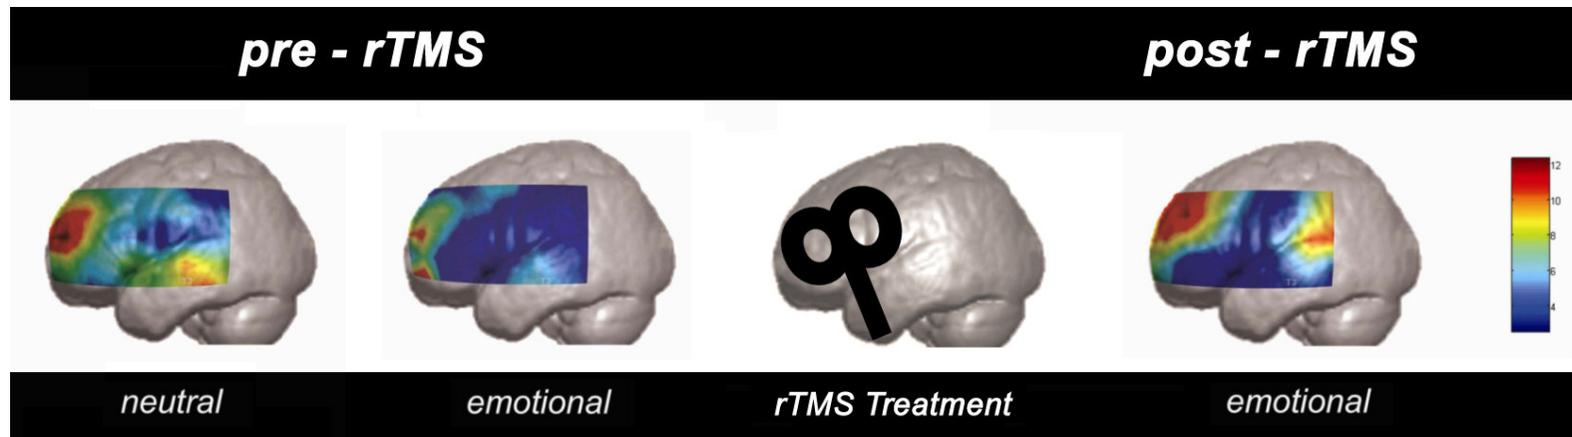 pre - rTMS
post - rTMS
12
10
8
6
4
neutral
emotional
rTMS Treatment
emotional